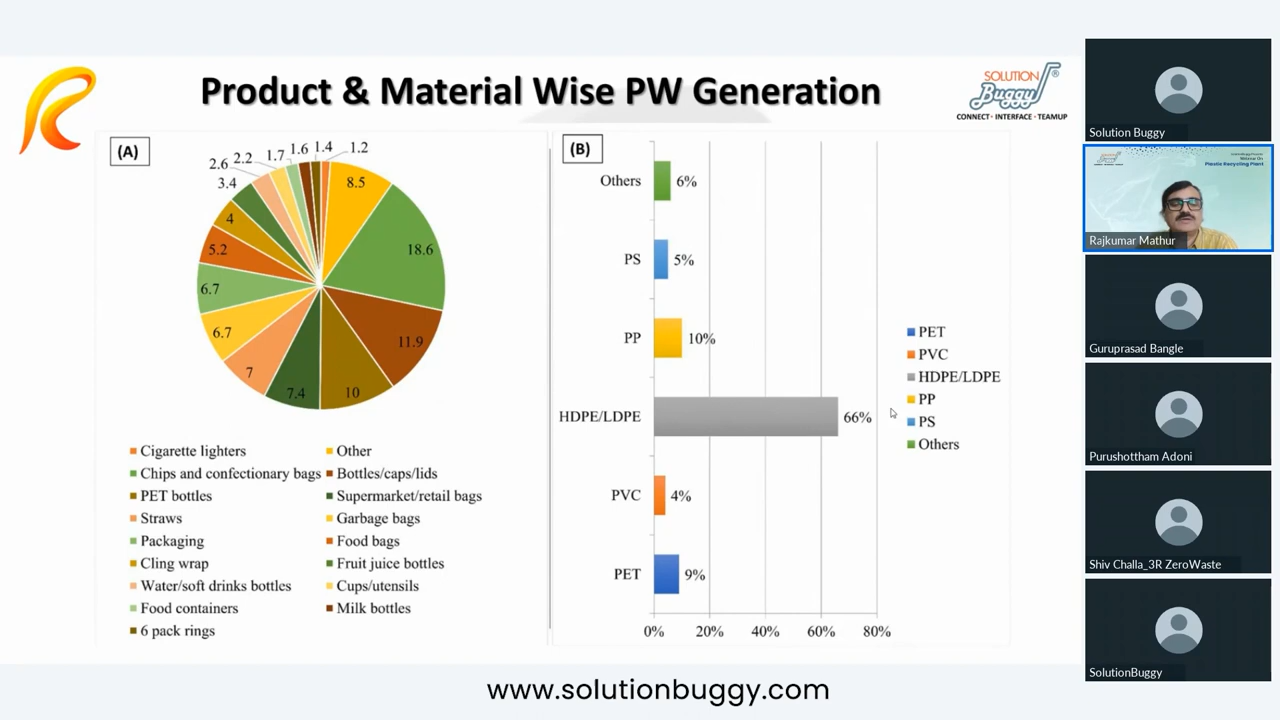 Product & Material Wise PW Generation
SOLUTION
Buggy®
CONNECT · INTERFACE · TEAMUP
(A)
1.2
1.4
1.6
1.7
2.2
2.6
3.4
4
5.2
6.7
6.7
7
7.4
10
11.9
18.6
8.5
Cigarette lighters
Other
Chips and confectionary bags
Bottles/caps/lids
PET bottles
Supermarket/retail bags
Straws
Garbage bags
Packaging
Food bags
Cling wrap
Fruit juice bottles
Water/soft drinks bottles
Cups/utensils
Food containers
Milk bottles
6 pack rings
(B)
Others 6%
PS 5%
PP 10%
HDPE/LDPE 66%
PVC 4%
PET 9%
0% 20% 40% 60% 80%
PET
PVC
HDPE/LDPE
PP
PS
Others
Solution Buggy
Plastic Recycling Plant
Rajkumar Mathur
Guruprasad Bangle
Purushottham Adoni
Shiv Challa_3R ZeroWaste
SolutionBuggy
www.solutionbuggy.com